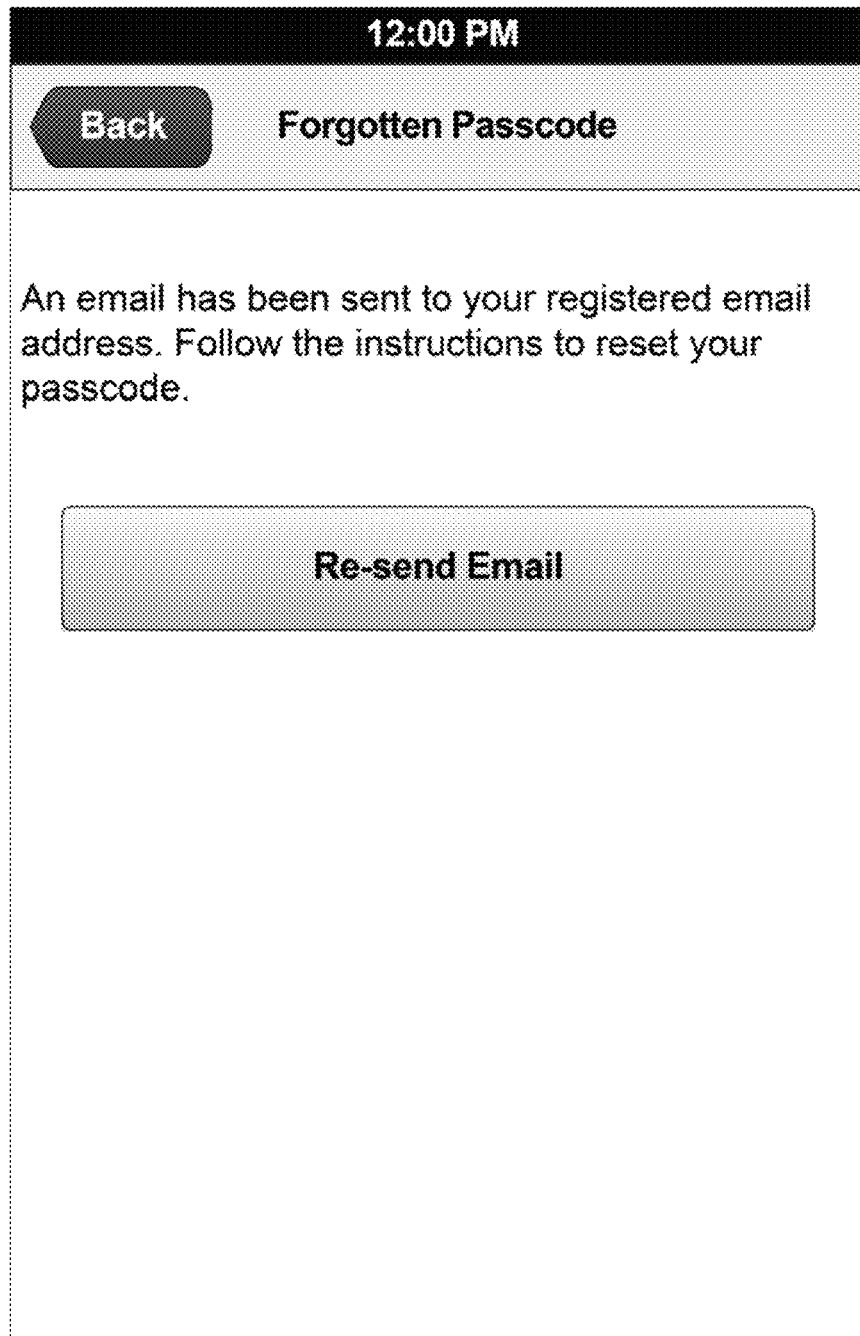 12:00 PM
Back
Forgotten Passcode
An email has been sent to your registered email
address. Follow the instructions to reset your
passcode.
Re-send Email